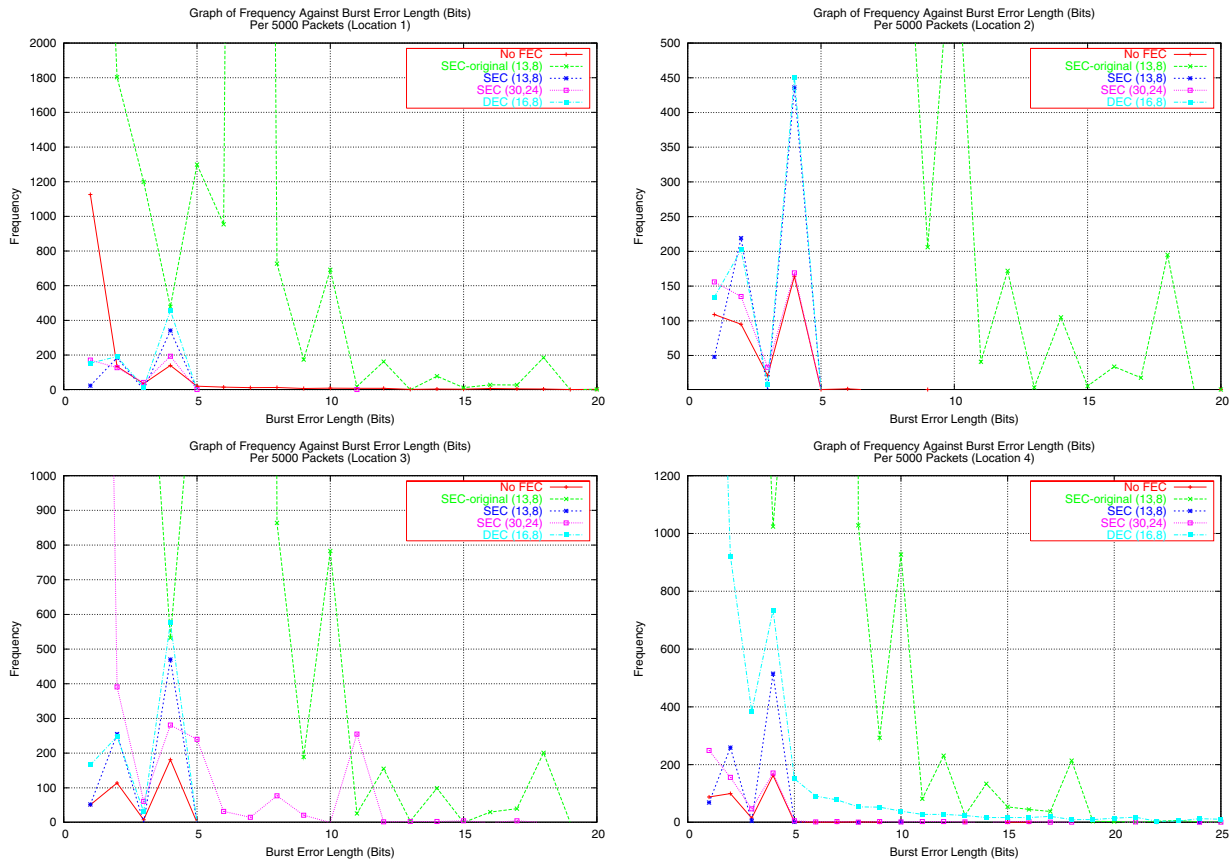 Graph of Frequency Against Burst Error Length (Bits)
Per 5000 Packets (Location 1)
Frequency
2000
1800
1600
1400
1200
1000
800
600
400
200
0
0 5 10 15 20
Burst Error Length (Bits)
No FEC
SEC-original (13,8)
SEC (13,8)
SEC (30,24)
DEC (16,8)
Graph of Frequency Against Burst Error Length (Bits)
Per 5000 Packets (Location 2)
Frequency
500
450
400
350
300
250
200
150
100
50
0 5 10 15 20
Burst Error Length (Bits)
No FEC
SEC-original (13,8)
SEC (13,8)
SEC (30,24)
DEC (16,8)
Graph of Frequency Against Burst Error Length (Bits)
Per 5000 Packets (Location 3)
Frequency
1000
900
800
700
600
500
400
300
200
100
0
0 5 10 15 20
Burst Error Length (Bits)
No FEC
SEC-original (13,8)
SEC (13,8)
SEC (30,24)
DEC (16,8)
Graph of Frequency Against Burst Error Length (Bits)
Per 5000 Packets (Location 4)
Frequency
1200
1000
800
600
400
200
0
0 5 10 15 20 25
Burst Error Length (Bits)
No FEC
SEC-original (13,8)
SEC (13,8)
SEC (30,24)
DEC (16,8)